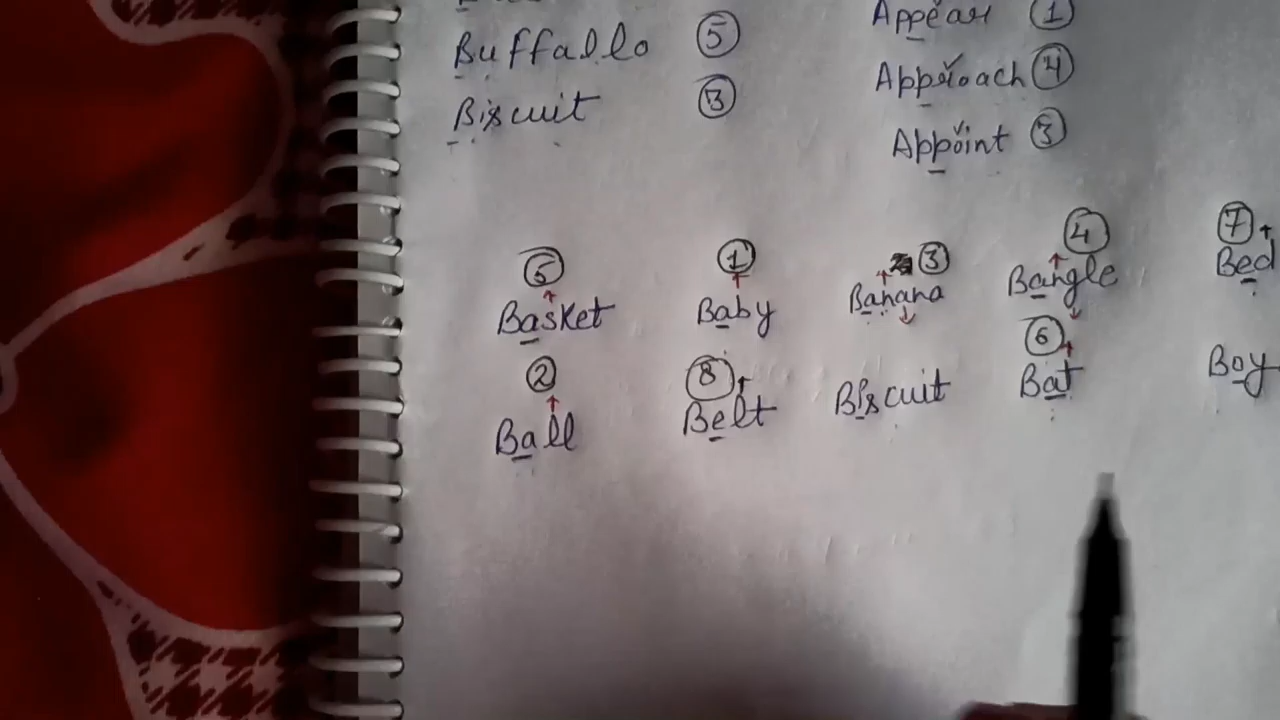 Buffallo ⑤ Appear ①
Biscuit ③ Approach ④
Appoint ③
⑤ ① ③ ④ ⑦
Basket Baby Banana Bangle Bed
② ⑧ ⑥
Ball Belt Biscuit Bat Boy